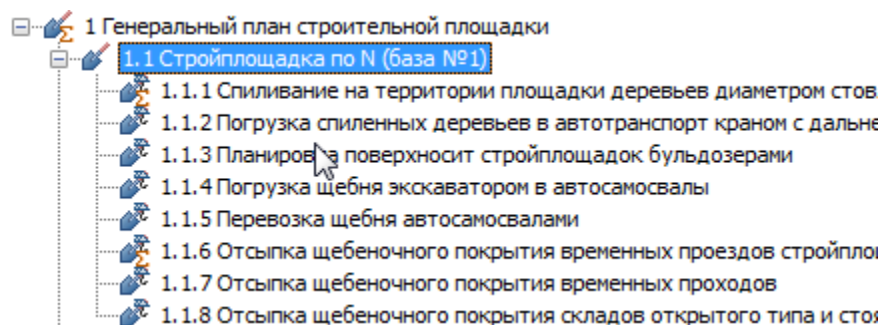 1 Генеральный план строительной площадки
1.1 Стройплощадка по N (база №1)
1.1.1 Спиливание на территории площадки деревьев диаметром
1.1.2 Погрузка спиленных деревьев в автотранспорт краном с
1.1.3 Планировка поверхносит стройплощадок бульдозерами
1.1.4 Погрузка щебня экскаватором в автосамосвалы
1.1.5 Перевозка щебня автосамосвалами
1.1.6 Отсыпка щебеночного покрытия временных проездов
1.1.7 Отсыпка щебеночного покрытия временных проходов
1.1.8 Отсыпка щебеночного покрытия складов открытого типа и